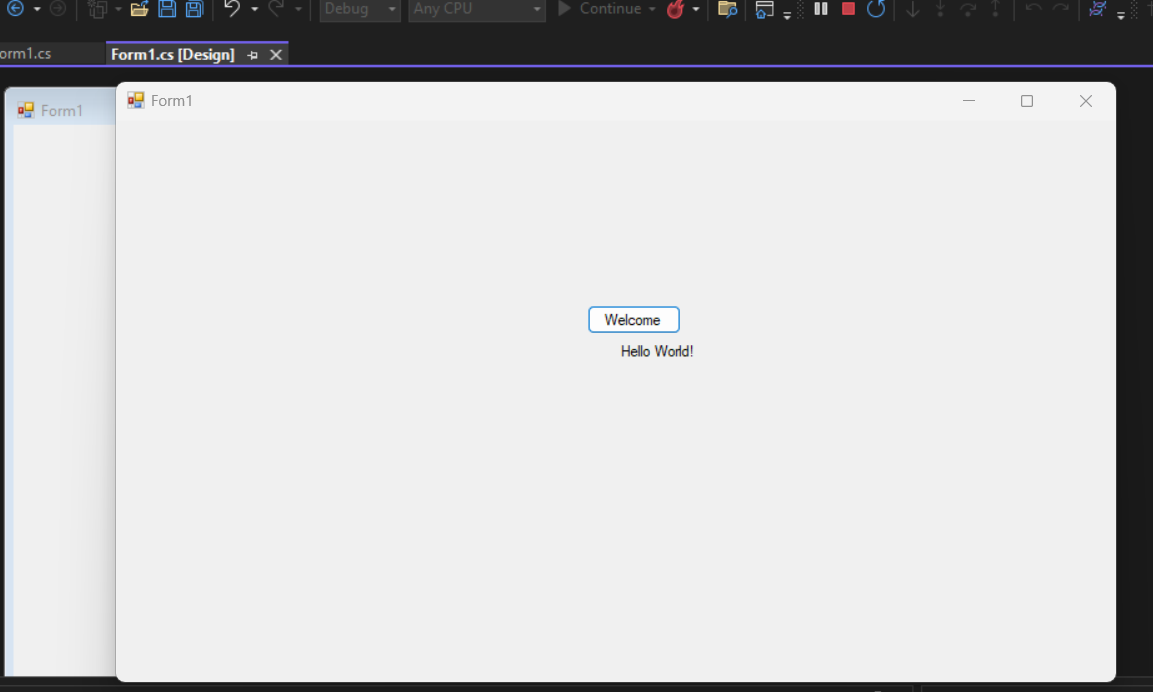 Debug Any CPU Continue
orm1.cs Form1.cs [Design]
Form1
Form1
Welcome
Hello World!